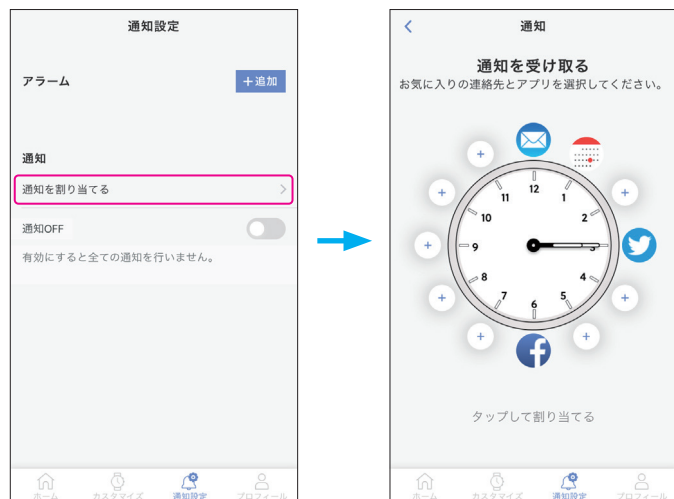 通知設定
アラーム
＋追加
通知
通知を割り当てる
通知OFF
有効にすると全ての通知を行いません。
ホーム
カスタマイズ
通知設定
プロフィール
通知
通知を受け取る
お気に入りの連絡先とアプリを選択してください。
12
1
2
3
4
5
6
7
8
9
10
11
タップして割り当てる
ホーム
カスタマイズ
通知設定
プロフィール